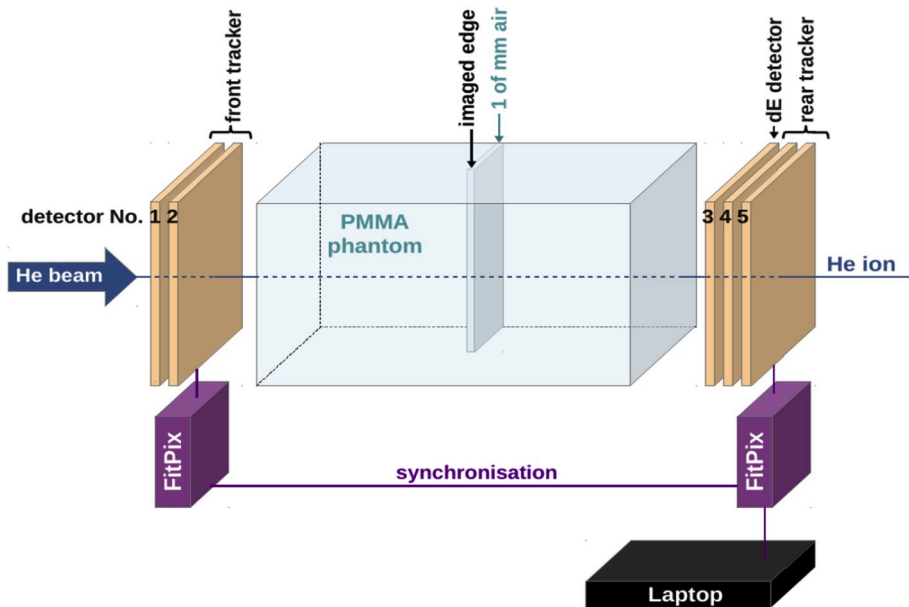 front tracker
imaged edge
1 of mm air
dE detector
rear tracker
detector No. 1 2
3 4 5
PMMA
phantom
He beam
He ion
FitPix
FitPix
synchronisation
Laptop